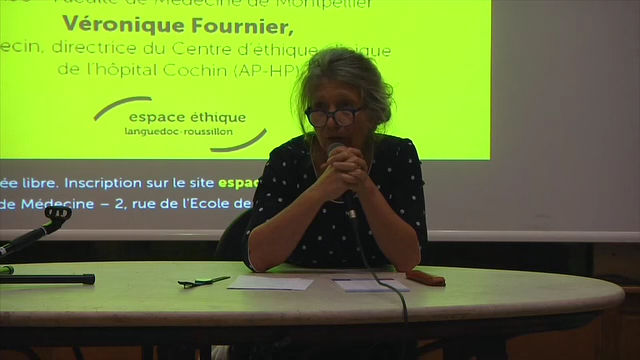 Faculté de Médecine de Montpellier
Véronique Fournier,
ecin, directrice du Centre d'éthique clinique
de l'hôpital Cochin (AP-HP)
espace éthique
languedoc-roussillon
ée libre. Inscription sur le site espac
de Médecine – 2, rue de l'Ecole de